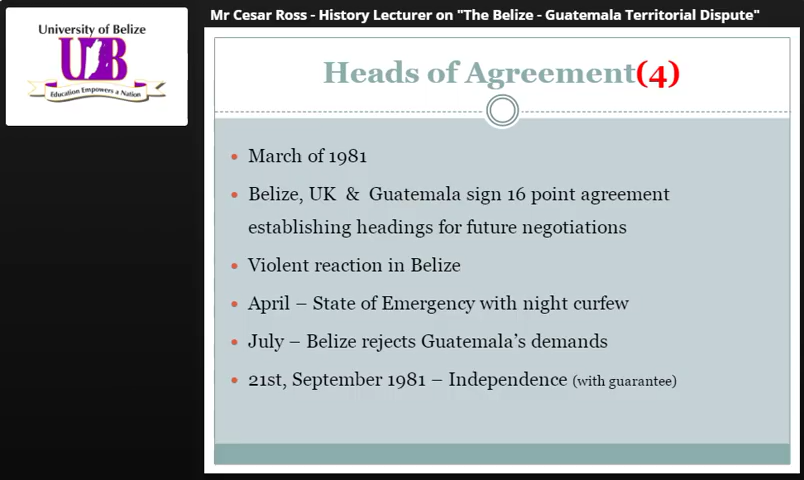 Mr Cesar Ross - History Lecturer on "The Belize - Guatemala Territorial Dispute"
University of Belize
UB
Education Empowers a Nation
Heads of Agreement(4)
• March of 1981
• Belize, UK & Guatemala sign 16 point agreement
establishing headings for future negotiations
• Violent reaction in Belize
• April – State of Emergency with night curfew
• July – Belize rejects Guatemala's demands
• 21st, September 1981 – Independence (with guarantee)